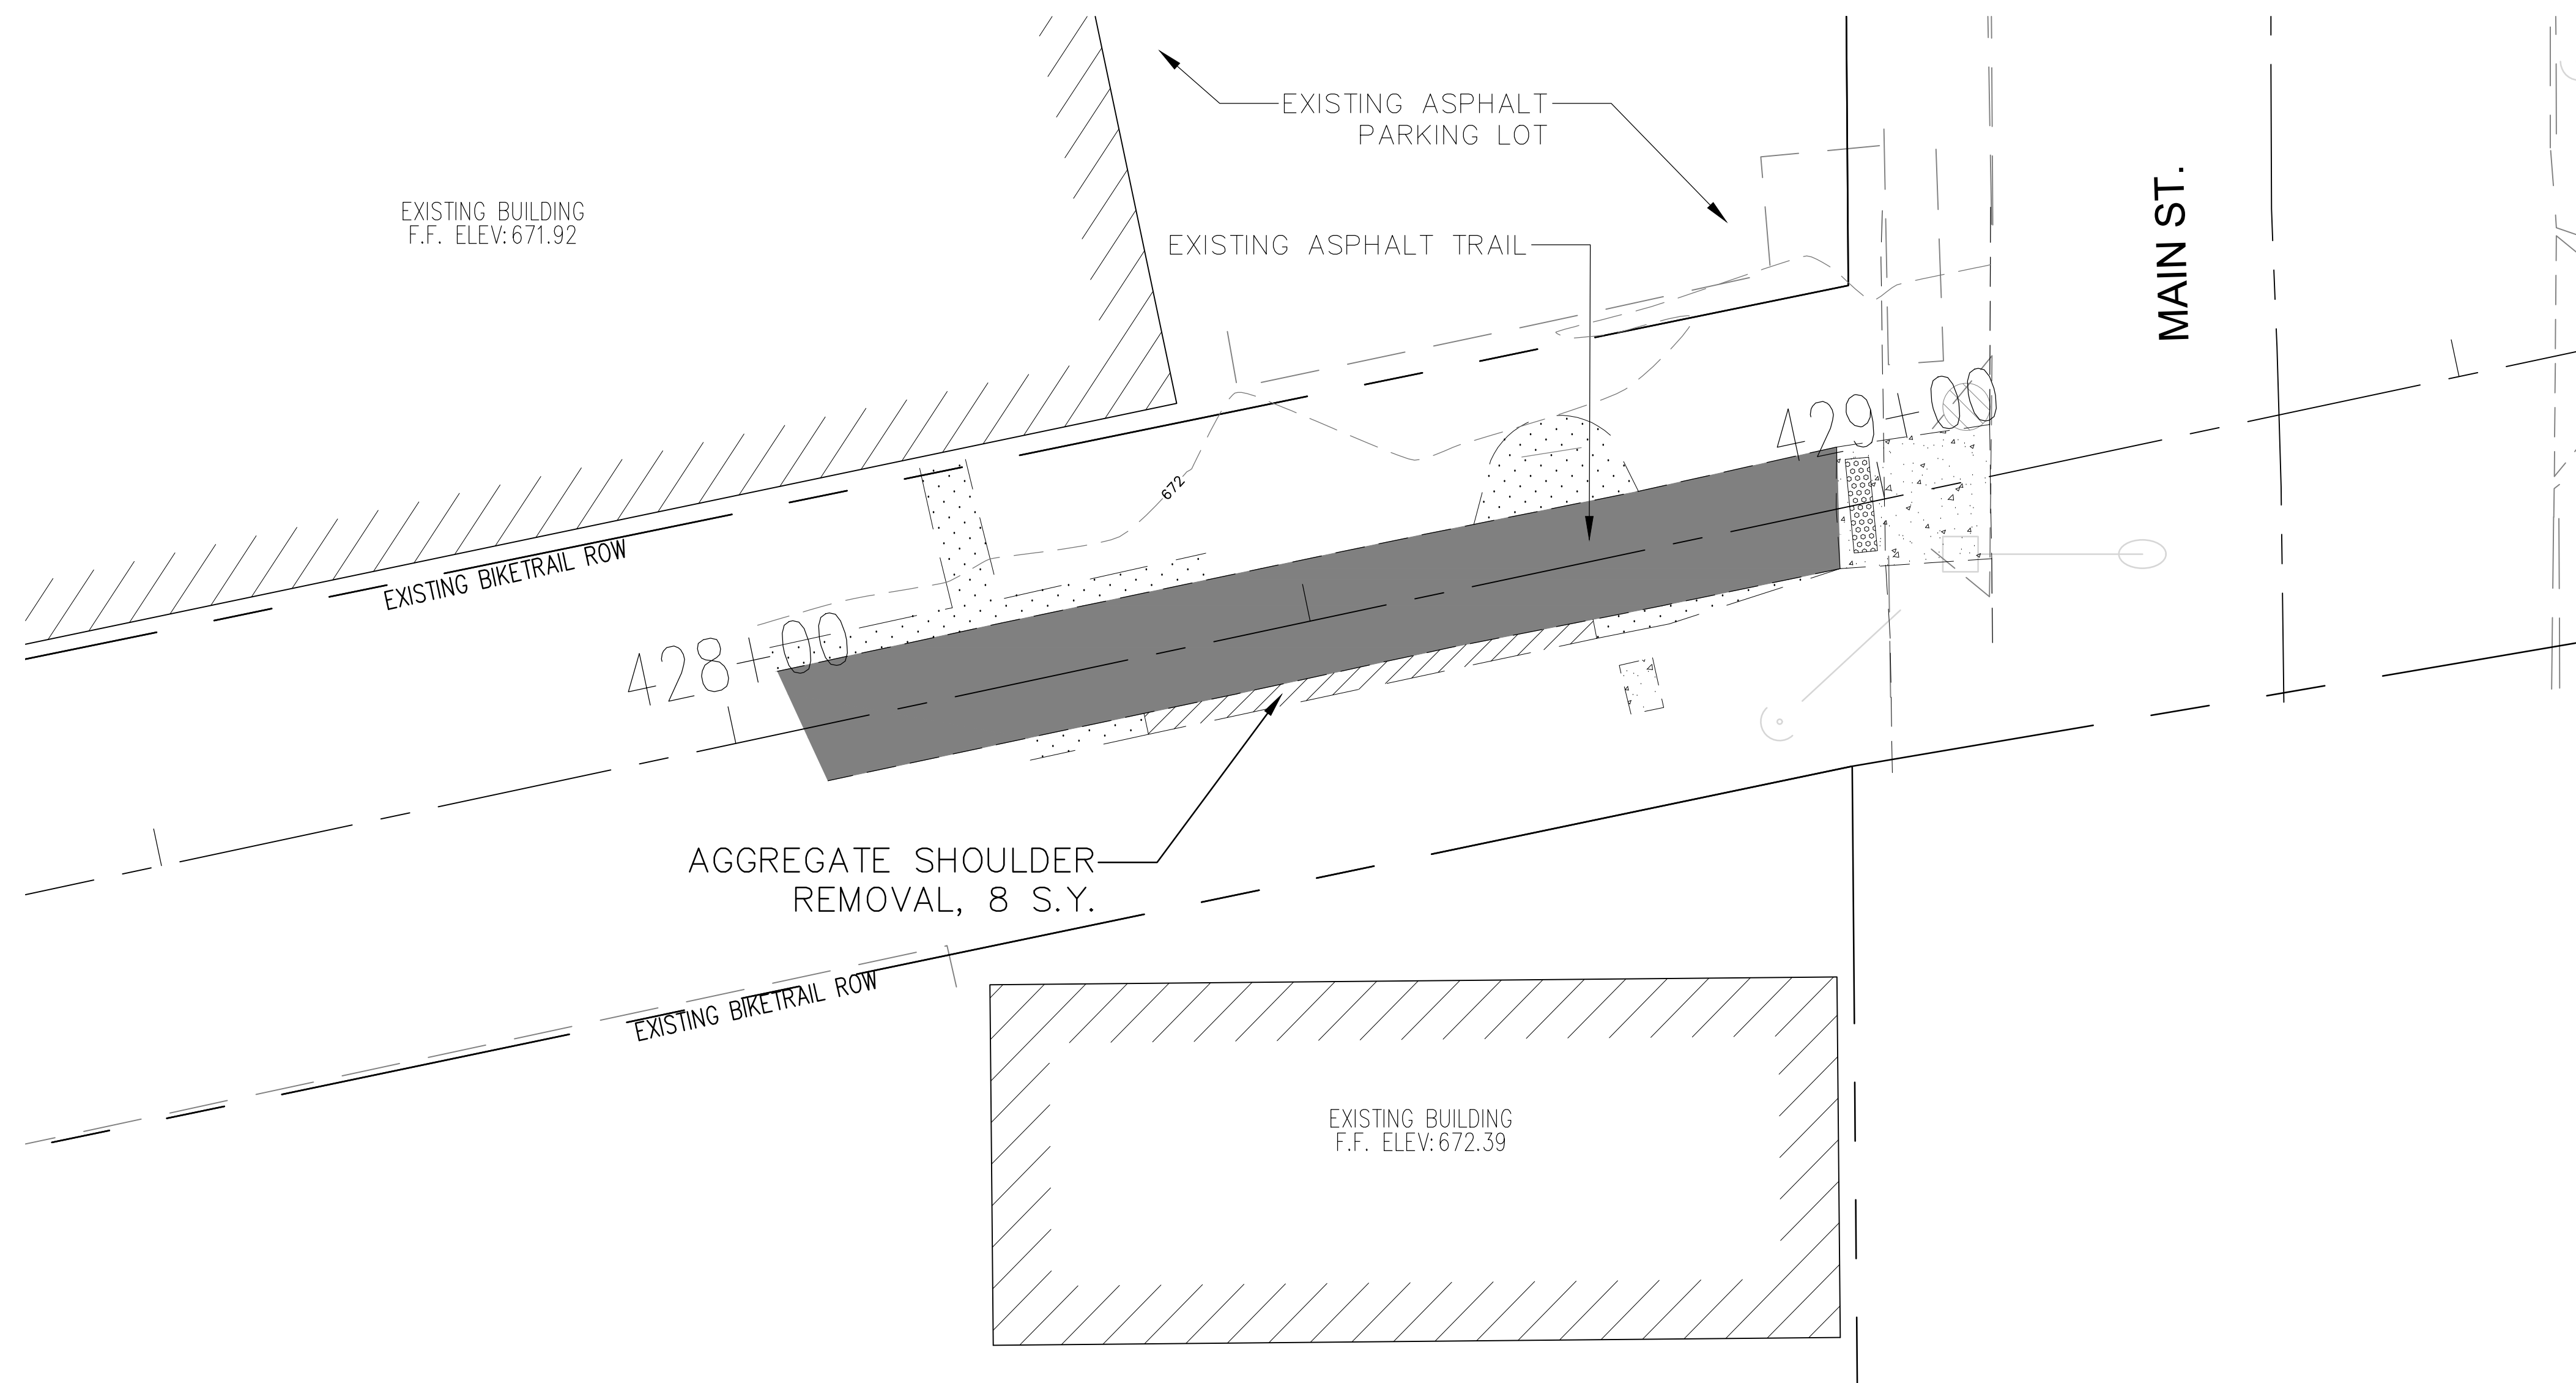 EXISTING ASPHALT
PARKING LOT
EXISTING BUILDING
F.F. ELEV:671.92
EXISTING ASPHALT TRAIL
MAIN ST.
429+00
672
EXISTING BIKETRAIL ROW
428+00
AGGREGATE SHOULDER
REMOVAL, 8 S.Y.
EXISTING BIKETRAIL ROW
EXISTING BUILDING
F.F. ELEV:672.39